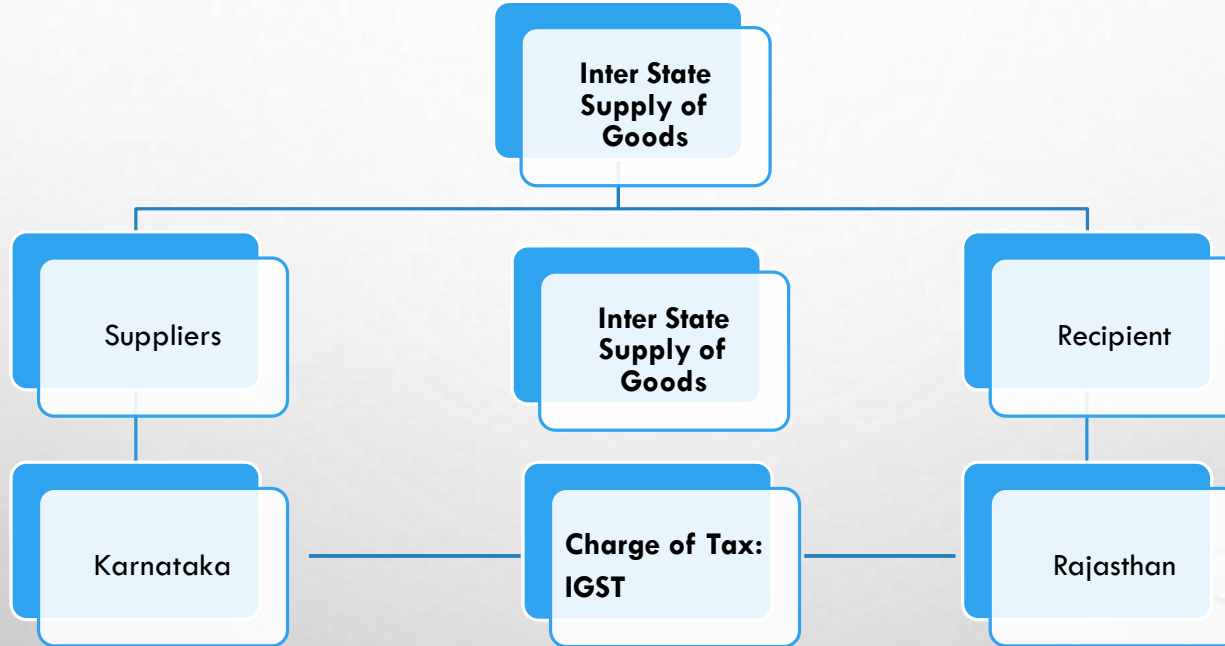 Inter State
Supply of
Goods
Suppliers
Inter State
Supply of
Goods
Recipient
Karnataka
Charge of Tax:
IGST
Rajasthan